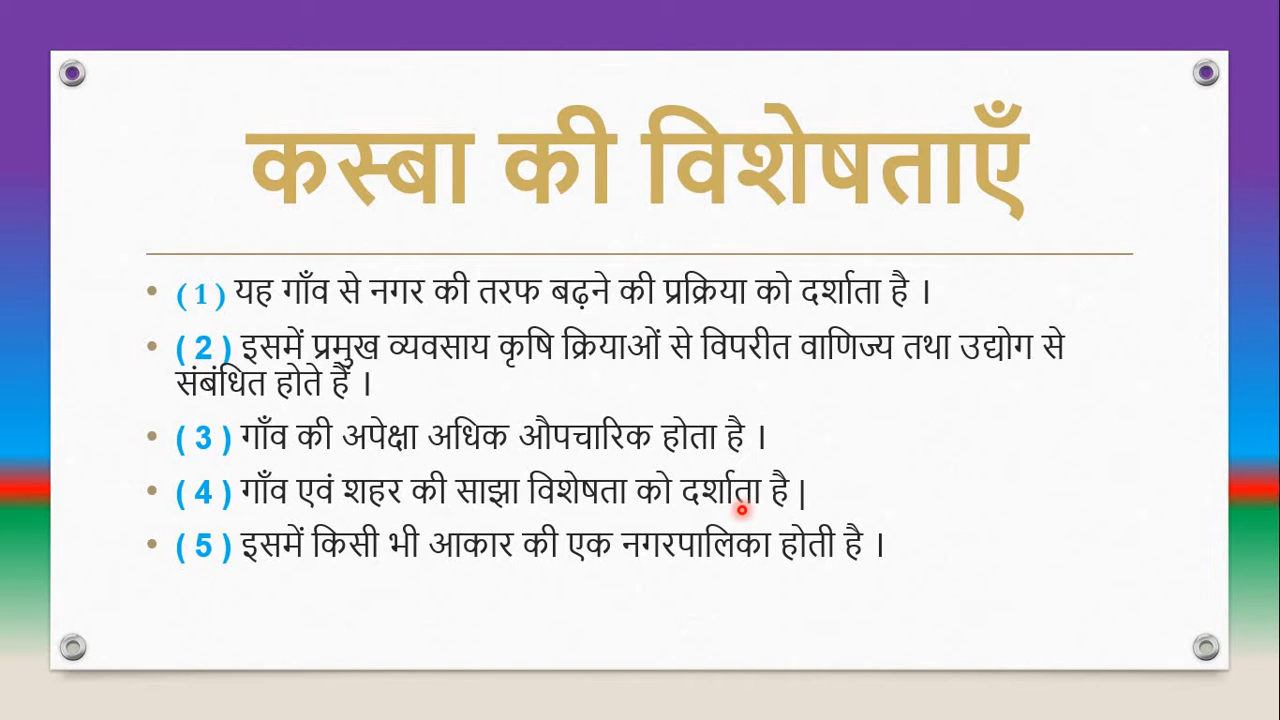 कस्बा की विशेषताएँ
• ( 1 ) यह गाँव से नगर की तरफ बढ़ने की प्रक्रिया को दर्शाता है ।
• ( 2 ) इसमें प्रमुख व्यवसाय कृषि क्रियाओं से विपरीत वाणिज्य तथा उद्योग से
संबंधित होते हैं ।
• ( 3 ) गाँव की अपेक्षा अधिक औपचारिक होता है ।
• ( 4 ) गाँव एवं शहर की साझा विशेषता को दर्शाता है |
• ( 5 ) इसमें किसी भी आकार की एक नगरपालिका होती है ।